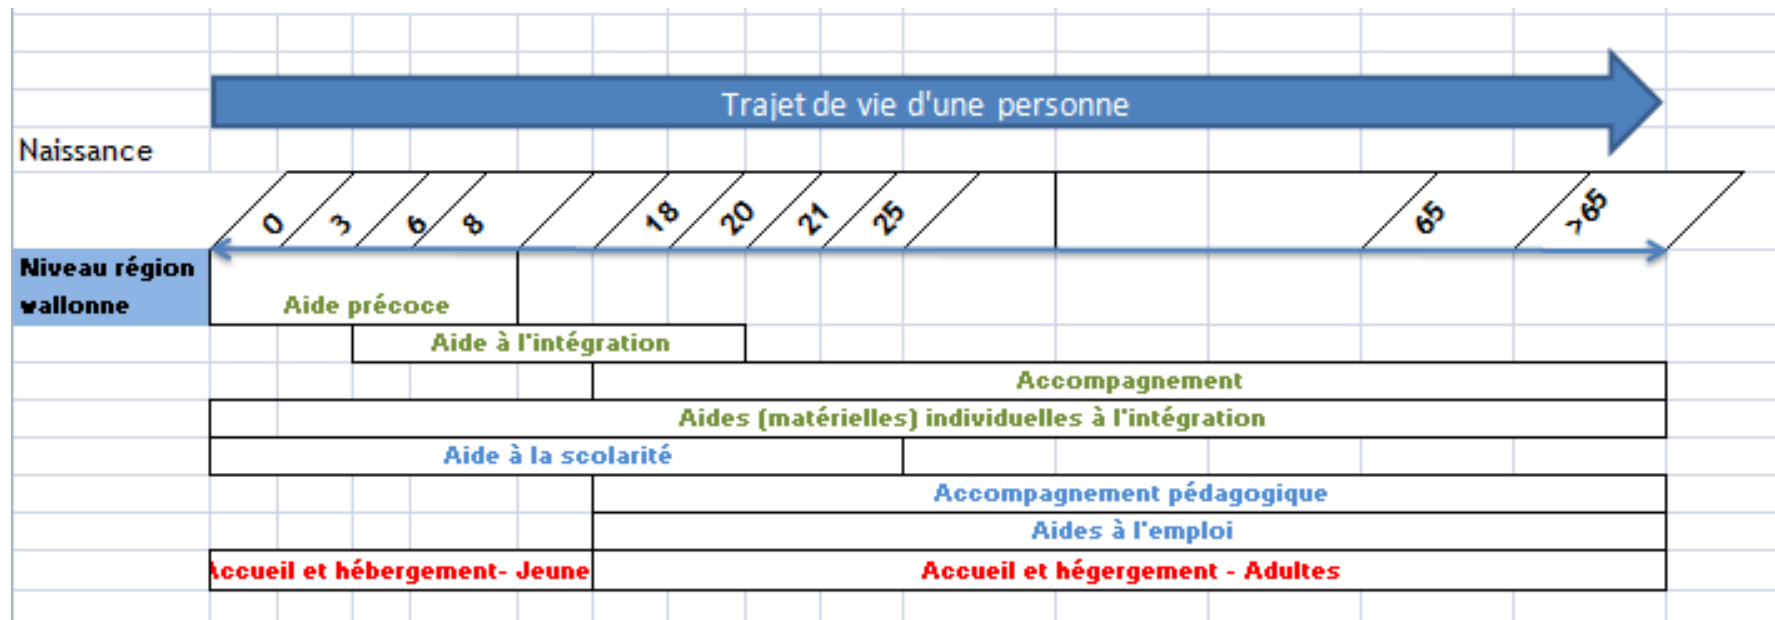 Trajet de vie d'une personne
Naissance
0 3 6 8 18 20 21 25 65 >65
Niveau région
wallonne
Aide précoce
Aide à l'intégration
Accompagnement
Aides (matérielles) individuelles à l'intégration
Aide à la scolarité
Accompagnement pédagogique
Aides à l'emploi
Accueil et hébergement- Jeune
Accueil et hégergement - Adultes